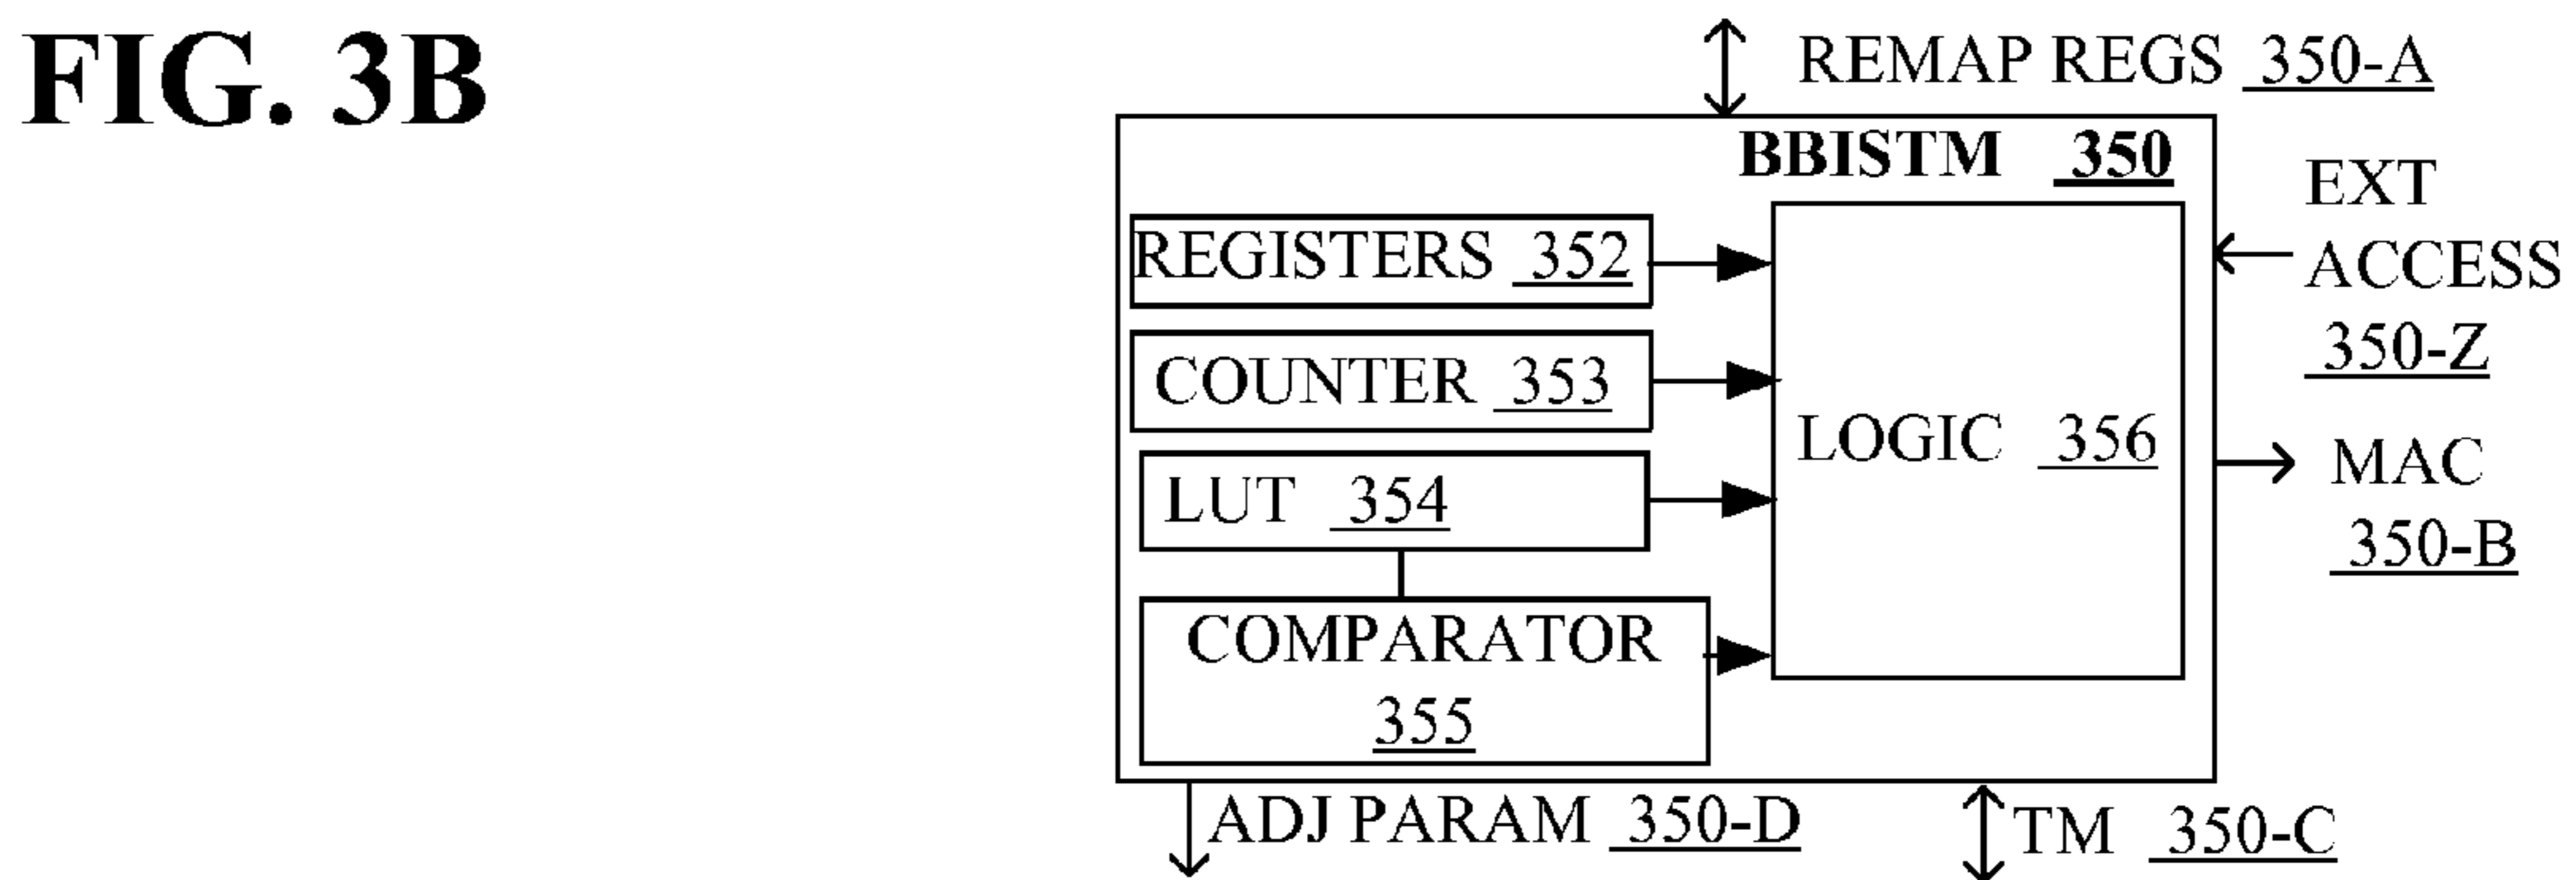 FIG. 3B
REMAP REGS 350-A
BBISTM 350
EXT
ACCESS
350-Z
REGISTERS 352
COUNTER 353
LUT 354
COMPARATOR
355
LOGIC 356
MAC
350-B
ADJ PARAM 350-D
TM 350-C